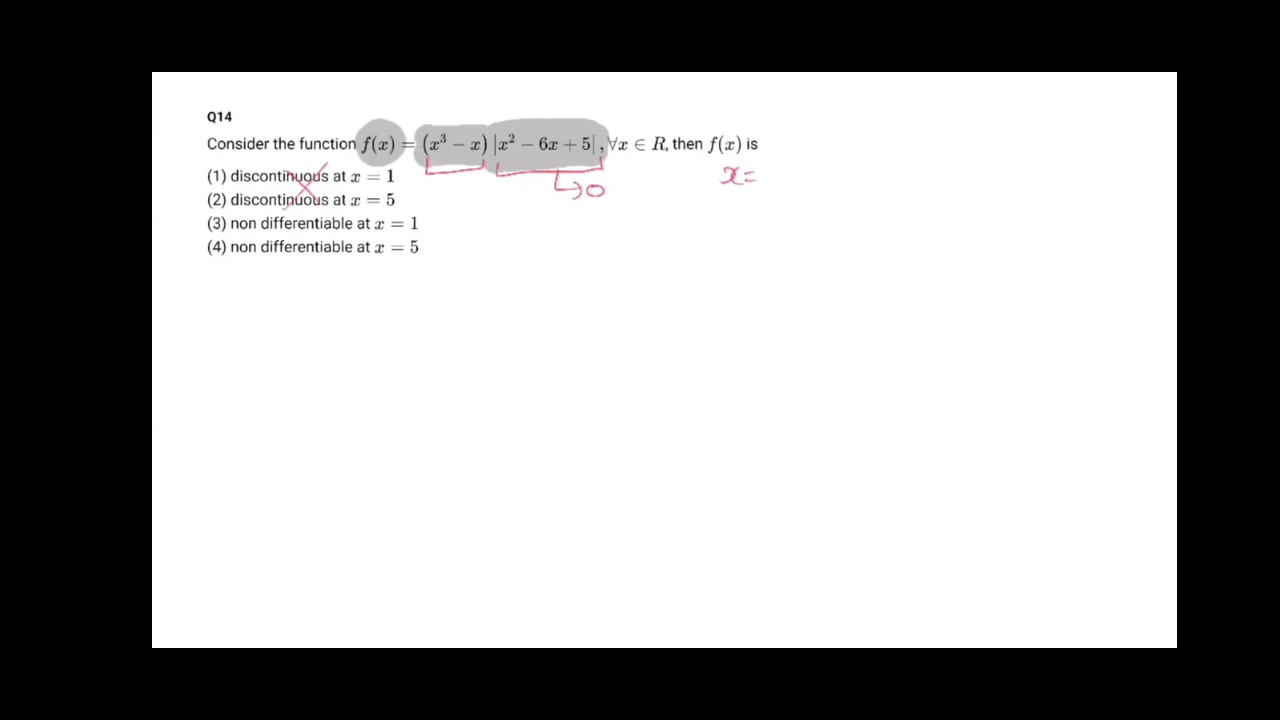 Q14
Consider the function f(x) = (x³ − x) |x² − 6x + 5|, ∀x ∈ R, then f(x) is
(1) discontinuous at x = 1
x=
→0
(2) discontinuous at x = 5
(3) non differentiable at x = 1
(4) non differentiable at x = 5